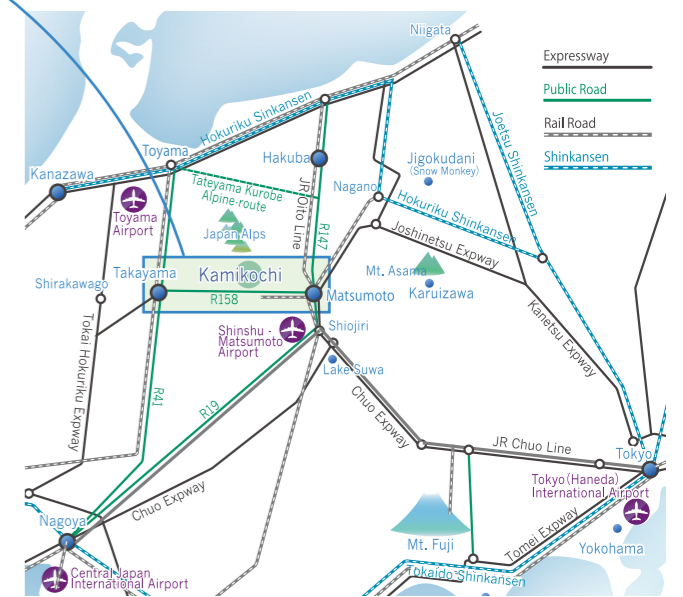 Niigata
Expressway
Public Road
Rail Road
Shinkansen
Hokuriku Sinkansen
Joetsu Shinkansen
Toyama
Hakuba
Jigokudani
(Snow Monkey)
Kanazawa
Tateyama Kurobe
Alpine-route
JR Oito Line
Nagano
Hokuriku Shinkansen
Toyama
Airport
Japan Alps
R147
Joshinetsu Expway
Mt. Asama
Karuizawa
Shirakawago
Takayama
Kamikochi
R158
Matsumoto
Kanetsu Expway
Shinshu -
Matsumoto
Airport
Shiojiri
Lake Suwa
Tokai Hokuriku Expway
R41
R19
Chuo Expway
JR Chuo Line
Tokyo
Tokyo (Haneda)
International Airport
Chuo Expway
Nagoya
Mt. Fuji
Tomei Expway
Yokohama
Central Japan
International Airport
Tokaido Shinkansen